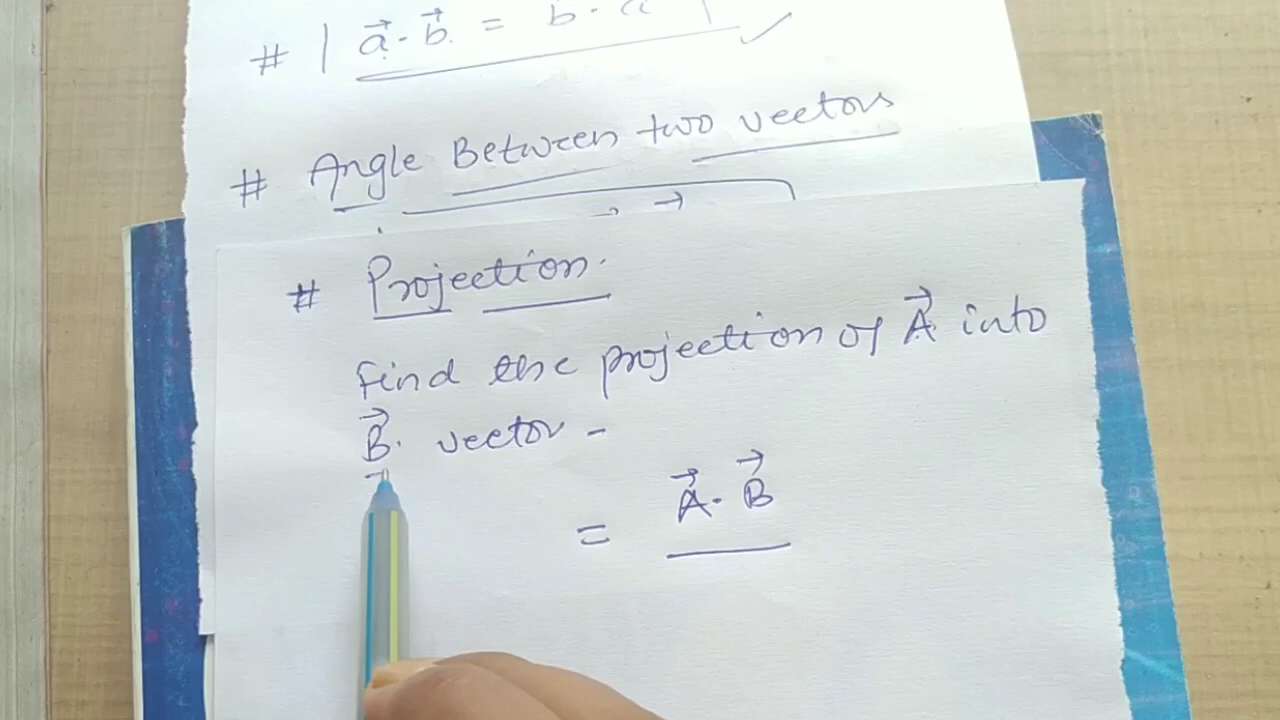 # | a⃗ · b⃗. = b · a |
# Angle Between two vectors
# Projection.
Find the projection of A⃗ into
B⃗. vector -
= A⃗ · B⃗